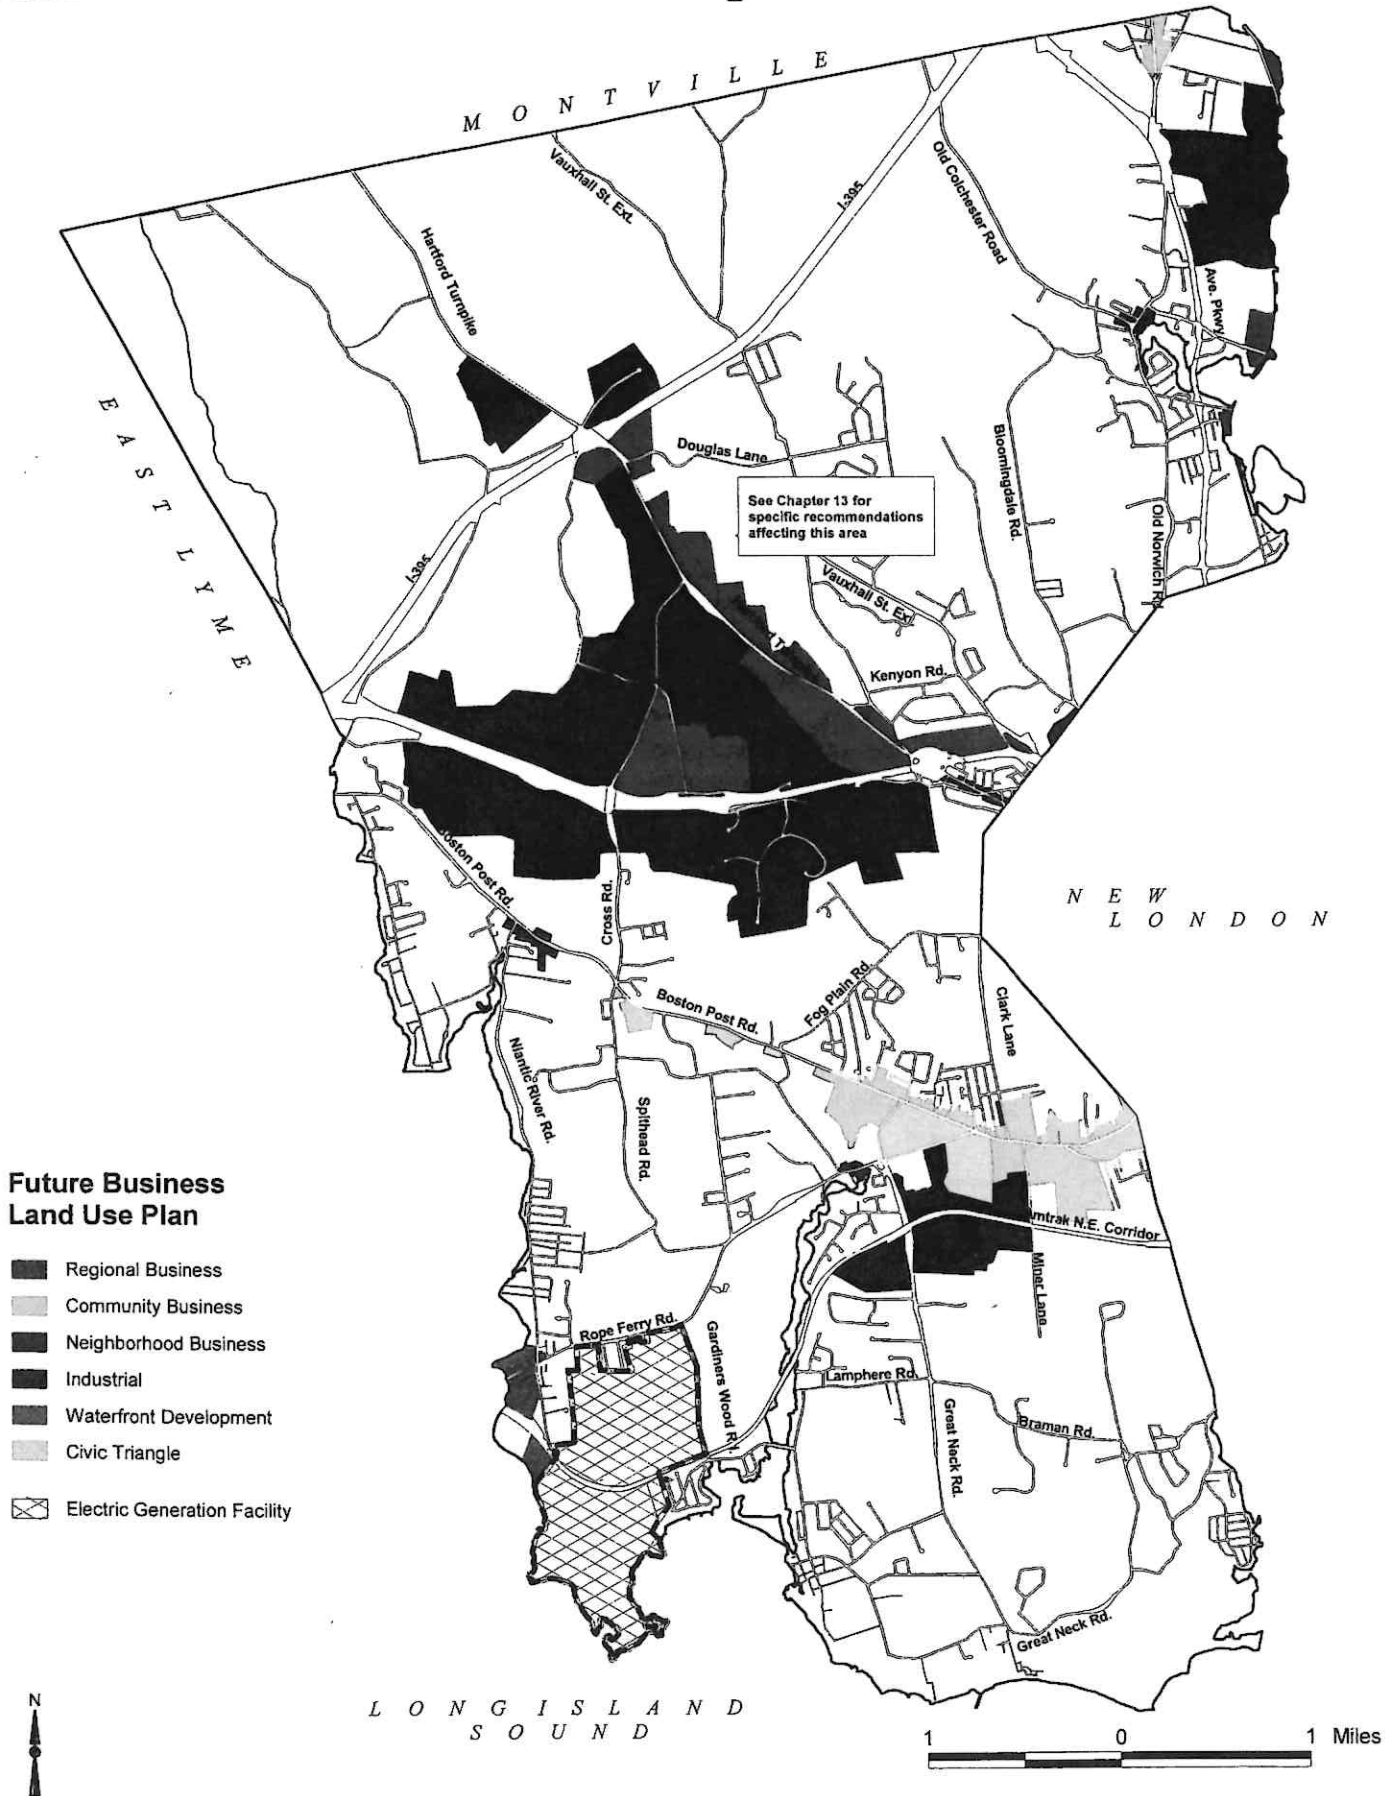 M O N T V I L L E
Vauxhall St. Ext.
I-395
Old Colchester Road
Hartford Turnpike
Ave. Pkwy
E A S T L Y M E
Douglas Lane
Bloomingdale Rd.
See Chapter 13 for
specific recommendations
affecting this area
Old Norwich Rd
I-395
Vauxhall St. Ex
Kenyon Rd.
Boston Post Rd.
Cross Rd.
N E W
L O N D O N
Fog Plain Rd.
Boston Post Rd.
Clark Lane
Niantic River Rd.
Spithead Rd.
Future Business
Land Use Plan
Regional Business
Community Business
Neighborhood Business
Industrial
Waterfront Development
Civic Triangle
Electric Generation Facility
mtrak N.E. Corridor
Miner Lane
Rope Ferry Rd.
Gardiners Wood Rd.
Lamphere Rd.
Great Neck Rd.
Braman Rd.
Great Neck Rd.
N
L O N G I S L A N D
S O U N D
1 0 1 Miles